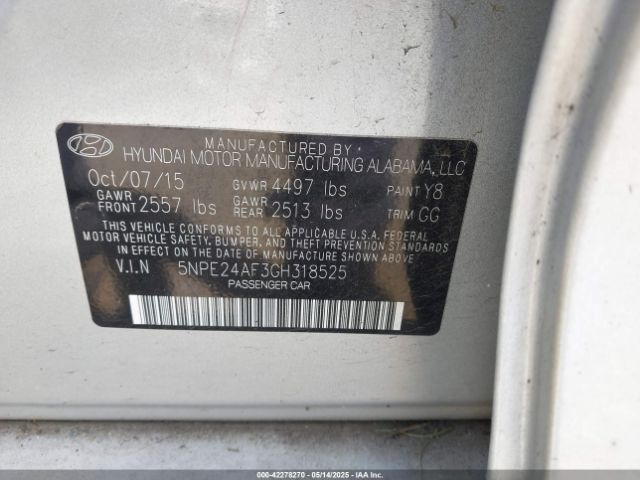 MANUFACTURED BY
HYUNDAI MOTOR MANUFACTURING ALABAMA, LLC
Oct/07/15 GVWR 4497 lbs PAINT Y8
GAWR FRONT 2557 lbs GAWR REAR 2513 lbs TRIM GG
THIS VEHICLE CONFORMS TO ALL APPLICABLE U.S.A. FEDERAL
MOTOR VEHICLE SAFETY, BUMPER, AND THEFT PREVENTION STANDARDS
IN EFFECT ON THE DATE OF MANUFACTURE SHOWN ABOVE.
V.I.N 5NPE24AF3GH318525
PASSENGER CAR
000-42278270 - 05/14/2025 - IAA Inc.